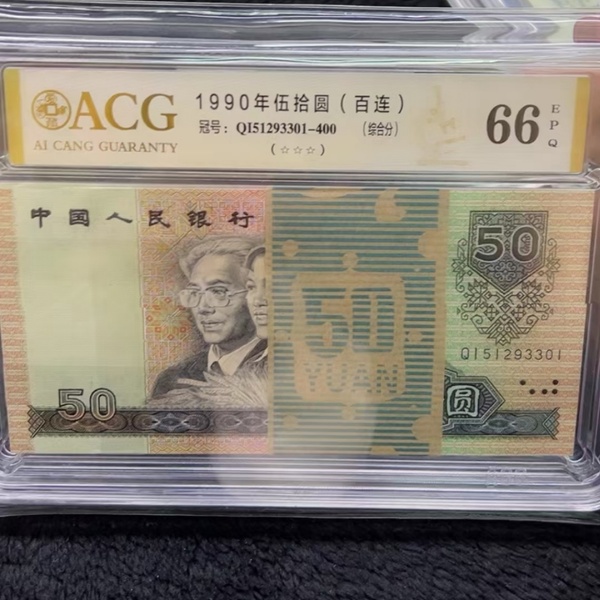 ACG
AI CANG GUARANTY
1990年伍拾圆(百连)
冠号: QI51293301-400 (综合分)
(☆☆☆)
66 EPQ
中国人民银行
50
QI51293301
50
YUAN
50
圆